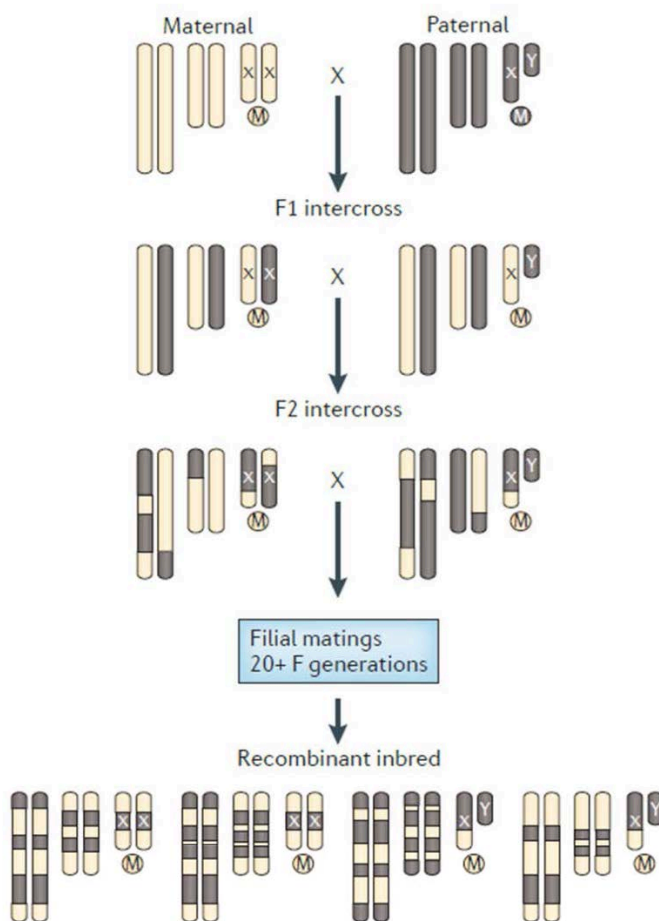 Maternal Paternal
X X X X Y
M M
F1 intercross
X X X X Y
M M
F2 intercross
X X X X Y
M M
Filial matings
20+ F generations
Recombinant inbred
X X X X X Y X Y
M M M M